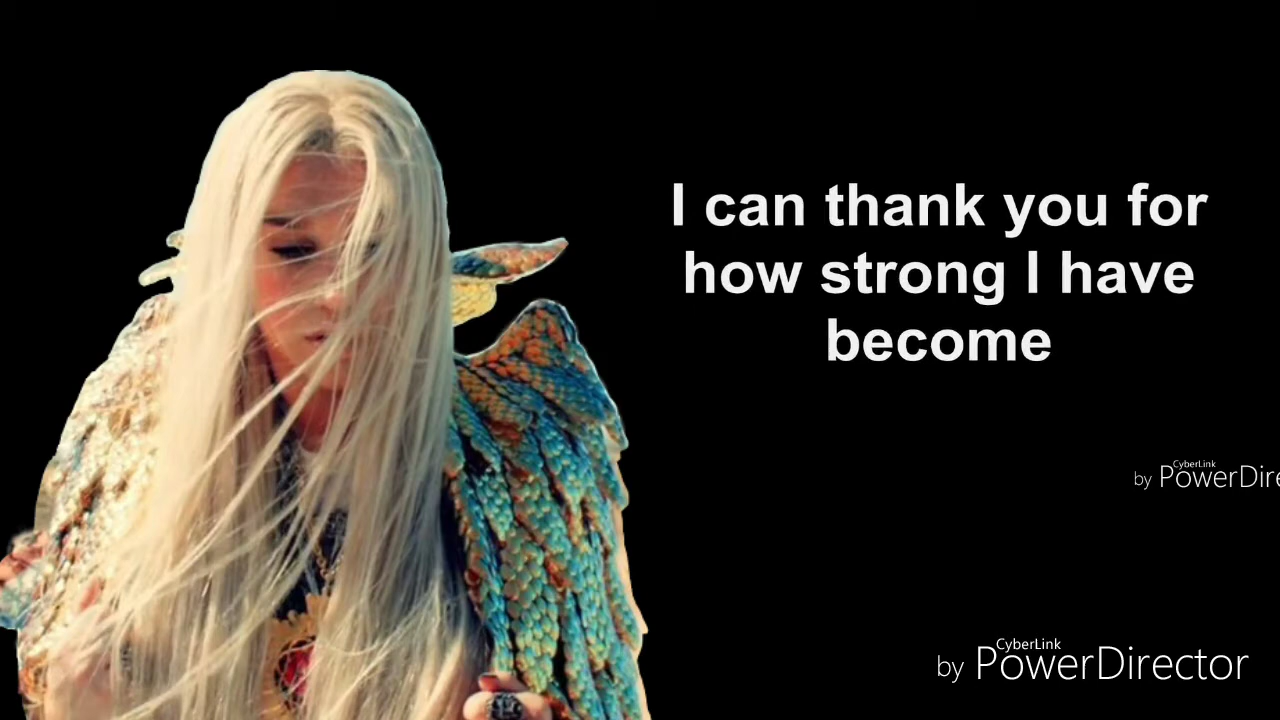 I can thank you for
how strong I have
become
CyberLink
by PowerDire
CyberLink
by PowerDirector